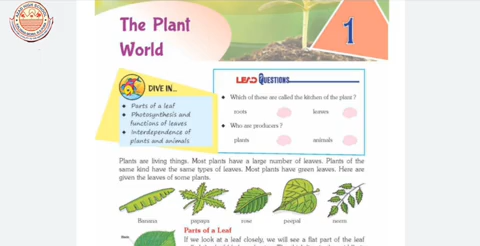 The Plant
World
1
DIVE IN...
• Parts of a leaf
• Photosynthesis and
functions of leaves
• Interdependence of
plants and animals
LEAD QUESTIONS
• Which of these are called the kitchen of the plant ?
roots leaves
• Who are producers ?
plants animals
Plants are living things. Most plants have a large number of leaves. Plants of the
same kind have the same types of leaves. Most plants have green leaves. Here are
given the leaves of some plants.
Banana papaya rose peepal neem
Parts of a Leaf
If we look at a leaf closely, we will see a flat part of the leaf